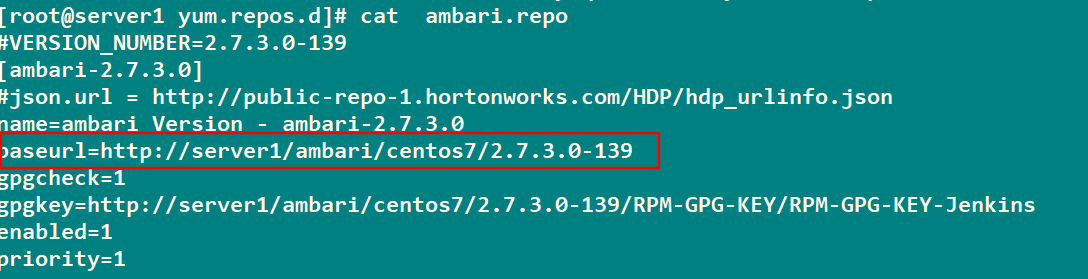 [root@server1 yum.repos.d]# cat  ambari.repo
#VERSION_NUMBER=2.7.3.0-139
[ambari-2.7.3.0]
#json.url = http://public-repo-1.hortonworks.com/HDP/hdp_urlinfo.json
name=ambari Version - ambari-2.7.3.0
baseurl=http://server1/ambari/centos7/2.7.3.0-139
gpgcheck=1
gpgkey=http://server1/ambari/centos7/2.7.3.0-139/RPM-GPG-KEY/RPM-GPG-KEY-Jenkins
enabled=1
priority=1